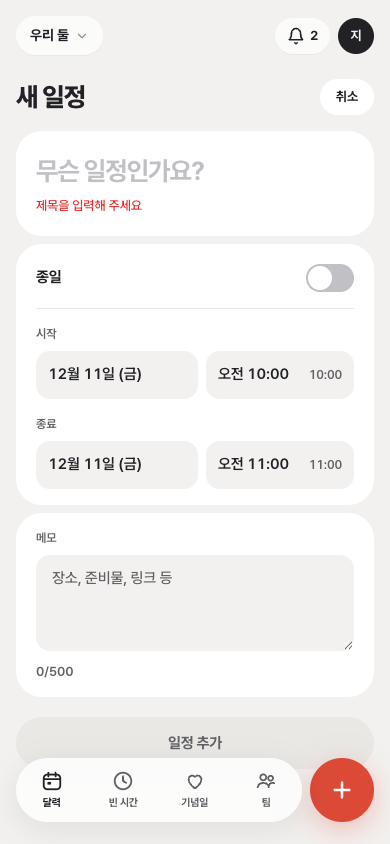 우리 둘
2
지
새 일정
취소
무슨 일정인가요?
제목을 입력해 주세요
종일
시작
12월 11일 (금)
오전 10:00 10:00
종료
12월 11일 (금)
오전 11:00 11:00
메모
장소, 준비물, 링크 등
0/500
일정 추가
달력
빈 시간
기념일
팀